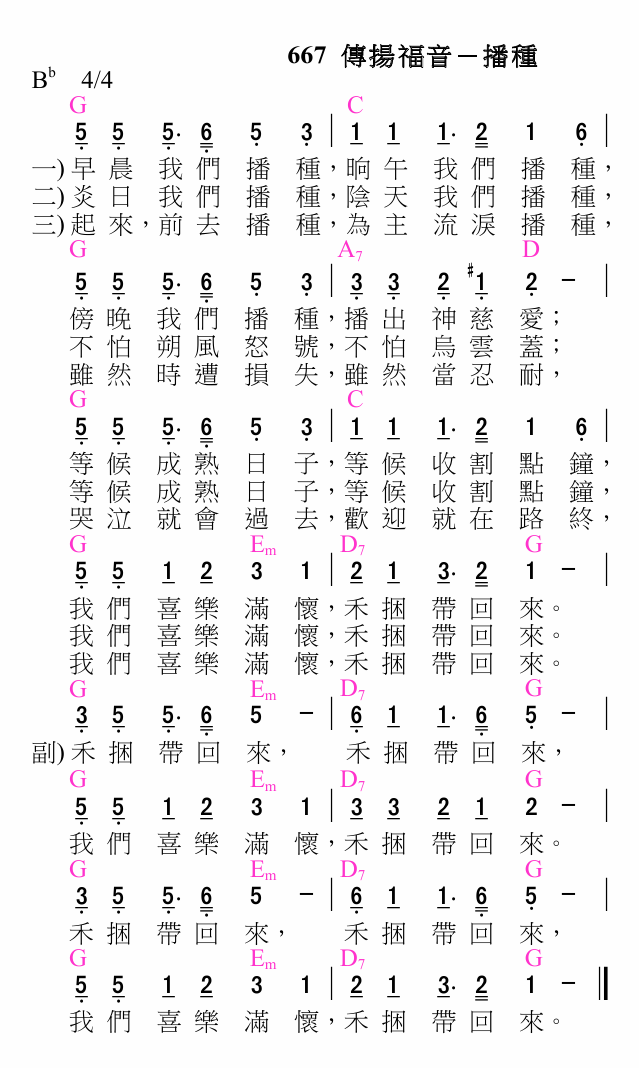 667 傳揚福音－播種
B♭ 4/4
G C
5 5 5. 6 5 3 | 1 1 1. 2 1 6 |
一) 早晨我們播種，晌午我們播種，
二) 炎日我們播種，陰天我們播種，
三) 起來，前去播種，為主流淚播種，
G A7 D
5 5 5. 6 5 3 | 3 3 2 #1 2 － |
傍晚我們播種，播出神慈愛；
不怕朔風怒號，不怕烏雲蓋；
雖然時遭損失，雖然當忍耐，
G C
5 5 5. 6 5 3 | 1 1 1. 2 1 6 |
等候成熟日子，等候收割點鐘，
等候成熟日子，等候收割點鐘，
哭泣就會過去，歡迎就在路終，
G Em D7 G
5 5 1 2 3 1 | 2 1 3. 2 1 － |
我們喜樂滿懷，禾捆帶回來。
我們喜樂滿懷，禾捆帶回來。
我們喜樂滿懷，禾捆帶回來。
G Em D7 G
3 5 5. 6 5 － | 6 1 1. 6 5 － |
副) 禾捆帶回來，禾捆帶回來，
G Em D7 G
5 5 1 2 3 1 | 3 3 2 1 2 － |
我們喜樂滿懷，禾捆帶回來。
G Em D7 G
3 5 5. 6 5 － | 6 1 1. 6 5 － |
禾捆帶回來，禾捆帶回來，
G Em D7 G
5 5 1 2 3 1 | 2 1 3. 2 1 － ‖
我們喜樂滿懷，禾捆帶回來。